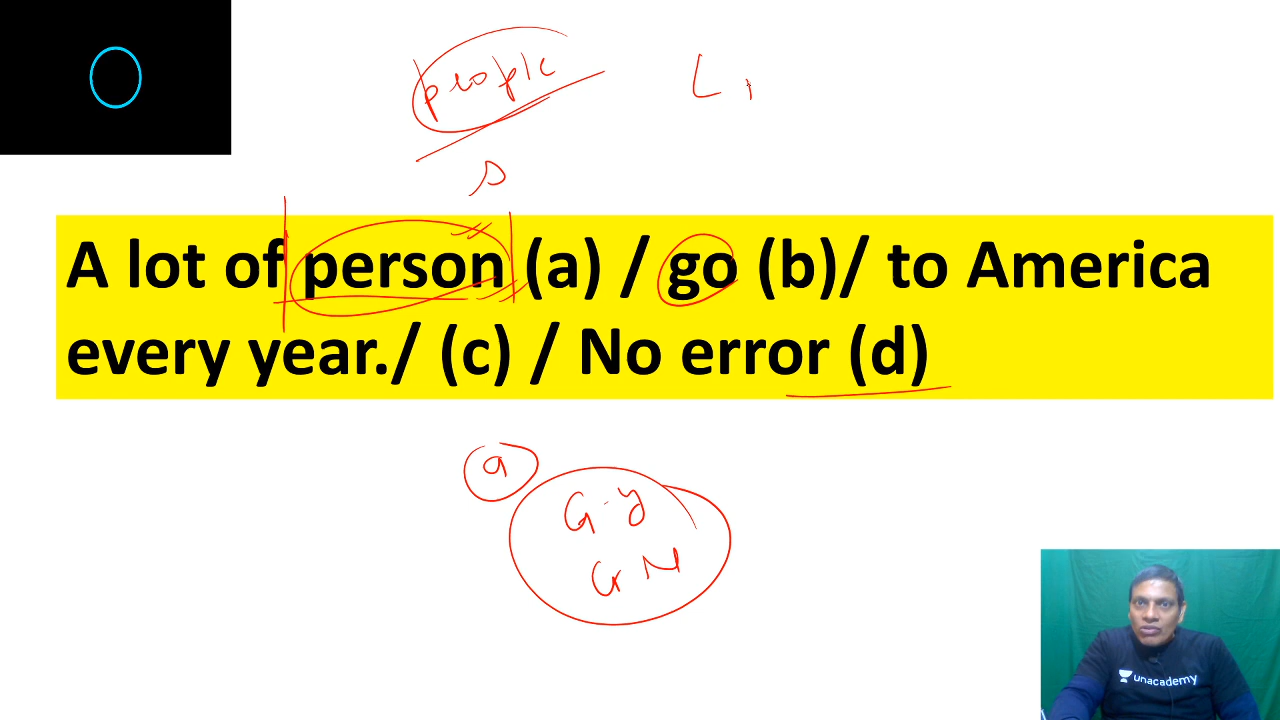 people
s
A lot of person (a) / go (b)/ to America
every year./ (c) / No error (d)
a
G.y
G N
unacademy